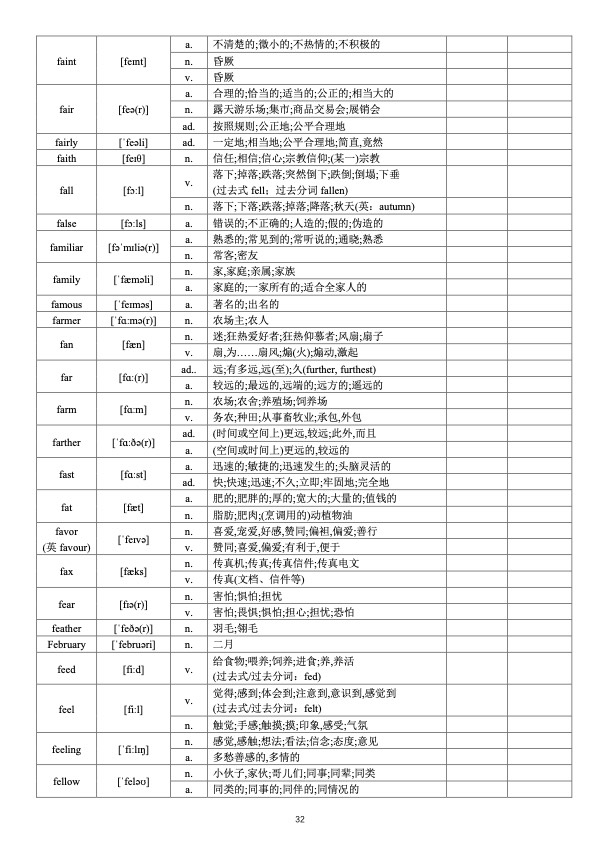 faint [feɪnt] a. 不清楚的;微小的;不热情的;不积极的
n. 昏厥
v. 昏厥
fair [feə(r)] a. 合理的;恰当的;适当的;公正的;相当大的
n. 露天游乐场;集市;商品交易会;展销会
ad. 按照规则;公正地;公平合理地
fairly [ˈfeəli] ad. 一定地;相当地;公平合理地;简直,竟然
faith [feɪθ] n. 信任;相信;信心;宗教信仰;(某一)宗教
fall [fɔːl] v. 落下;掉落;跌落;突然倒下;跌倒;倒塌;下垂
(过去式 fell；过去分词 fallen)
n. 落下;下落;跌落;掉落;降落;秋天(英：autumn)
false [fɔːls] a. 错误的;不正确的;人造的;假的;伪造的
familiar [fəˈmɪliə(r)] a. 熟悉的;常见到的;常听说的;通晓;熟悉
n. 常客;密友
family [ˈfæməli] n. 家,家庭;亲属;家族
a. 家庭的;一家所有的;适合全家人的
famous [ˈfeɪməs] a. 著名的;出名的
farmer [ˈfɑːmə(r)] n. 农场主;农人
fan [fæn] n. 迷;狂热爱好者;狂热仰慕者;风扇;扇子
v. 扇,为……扇风;煽(火);煽动,激起
far [fɑː(r)] ad.. 远;有多远,远(至);久(further, furthest)
a. 较远的;最远的,远端的;远方的;遥远的
farm [fɑːm] n. 农场;农舍;养殖场;饲养场
v. 务农;种田;从事畜牧业;承包,外包
farther [ˈfɑːðə(r)] ad. (时间或空间上)更远,较远;此外,而且
a. (空间或时间上)更远的,较远的
fast [fɑːst] a. 迅速的;敏捷的;迅速发生的;头脑灵活的
ad. 快;快速;迅速;不久;立即;牢固地;完全地
fat [fæt] a. 肥的;肥胖的;厚的;宽大的;大量的;值钱的
n. 脂肪;肥肉;(烹调用的)动植物油
favor
(英 favour) [ˈfeɪvə] n. 喜爱,宠爱,好感,赞同;偏袒,偏爱;善行
v. 赞同;喜爱,偏爱;有利于,便于
fax [fæks] n. 传真机;传真;传真信件;传真电文
v. 传真(文档、信件等)
fear [fɪə(r)] n. 害怕;惧怕;担忧
v. 害怕;畏惧;惧怕;担心;担忧;恐怕
feather [ˈfeðə(r)] n. 羽毛;翎毛
February [ˈfebruəri] n. 二月
feed [fiːd] v. 给食物;喂养;饲养;进食;养,养活
(过去式/过去分词：fed)
feel [fiːl] v. 觉得;感到;体会到;注意到,意识到,感觉到
(过去式/过去分词：felt)
n. 触觉;手感;触摸;摸;印象,感受;气氛
feeling [ˈfiːlɪŋ] n. 感觉,感触;想法;看法;信念;态度;意见
a. 多愁善感的,多情的
fellow [ˈfeləʊ] n. 小伙子,家伙;哥儿们;同事;同辈;同类
a. 同类的;同事的;同伴的;同情况的
32